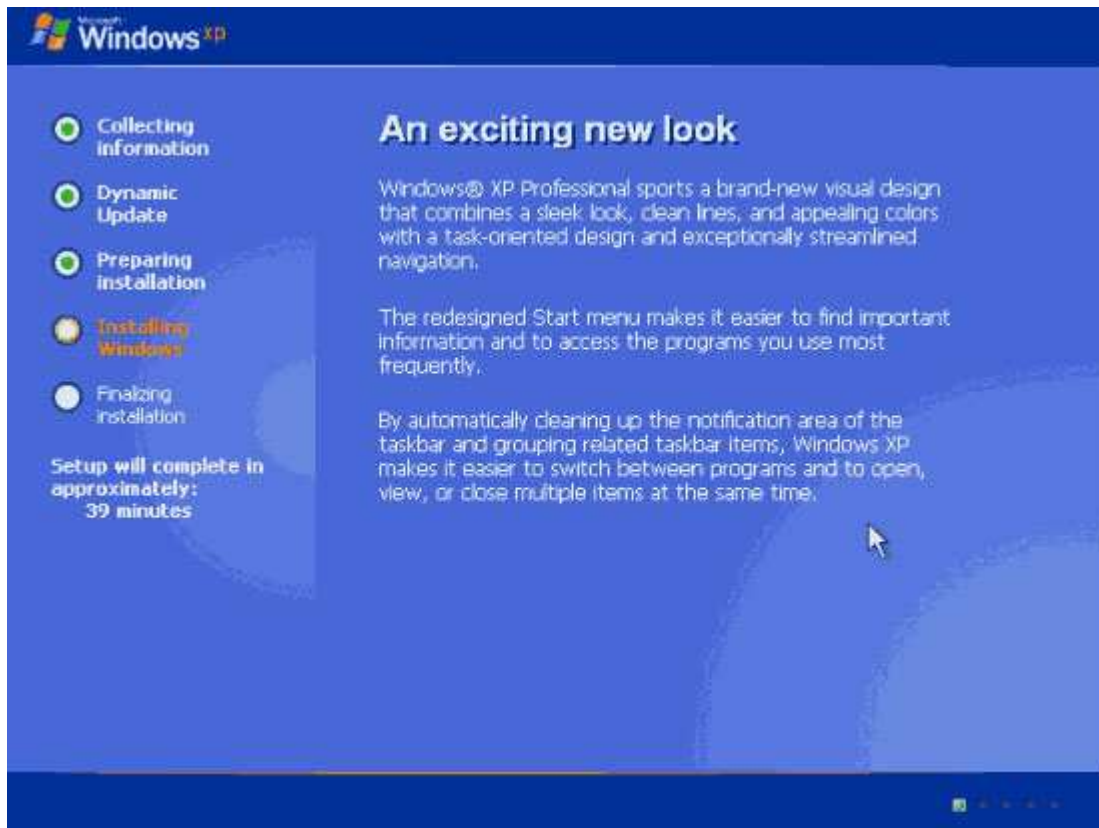 Microsoft
Windows xp
Collecting
information
Dynamic
Update
Preparing
installation
Installing
Windows
Finalizing
installation
Setup will complete in
approximately:
39 minutes
An exciting new look
Windows® XP Professional sports a brand-new visual design
that combines a sleek look, clean lines, and appealing colors
with a task-oriented design and exceptionally streamlined
navigation.
The redesigned Start menu makes it easier to find important
information and to access the programs you use most
frequently.
By automatically cleaning up the notification area of the
taskbar and grouping related taskbar items, Windows XP
makes it easier to switch between programs and to open,
view, or close multiple items at the same time.